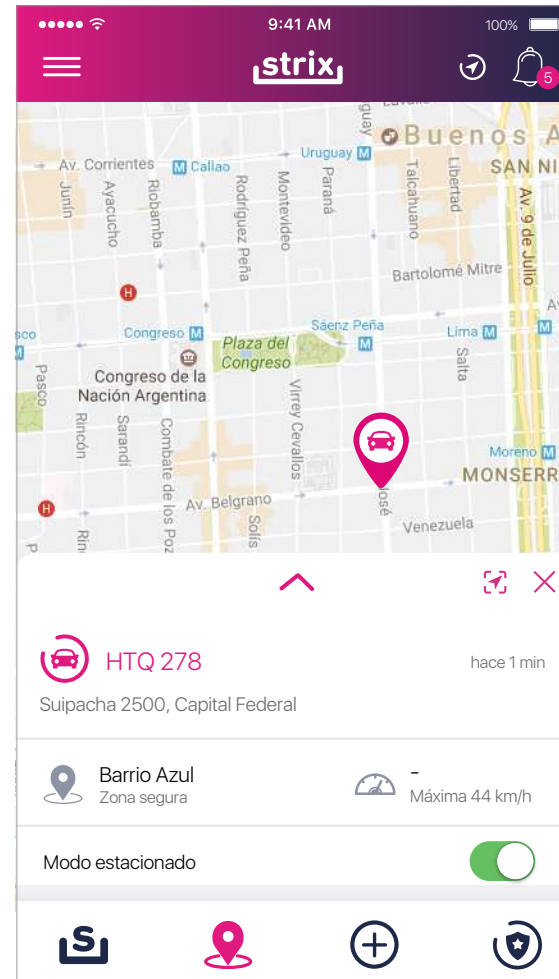 9:41 AM
100%
strix
5
Buenos A
Uruguay M
SAN NI
Av. Corrientes
M Callao
Junín
Ayacucho
Riobamba
Rodríguez Peña
Montevideo
Paraná
Talcahuano
Libertad
Av. 9 de Julio
Bartolomé Mitre
H
Congreso M
Plaza del
Congreso
Sáenz Peña
M
Lima M
M
Salta
Congreso de la
Nación Argentina
Pasco
Rincón
Sarandí
Combate de los Poz
Virrey Cevallos
Moreno M
MONSERR
Av. Belgrano
H
José
Solís
Venezuela
Rin
HTQ 278
hace 1 min
Suipacha 2500, Capital Federal
Barrio Azul
Zona segura
-
Máxima 44 km/h
Modo estacionado
S